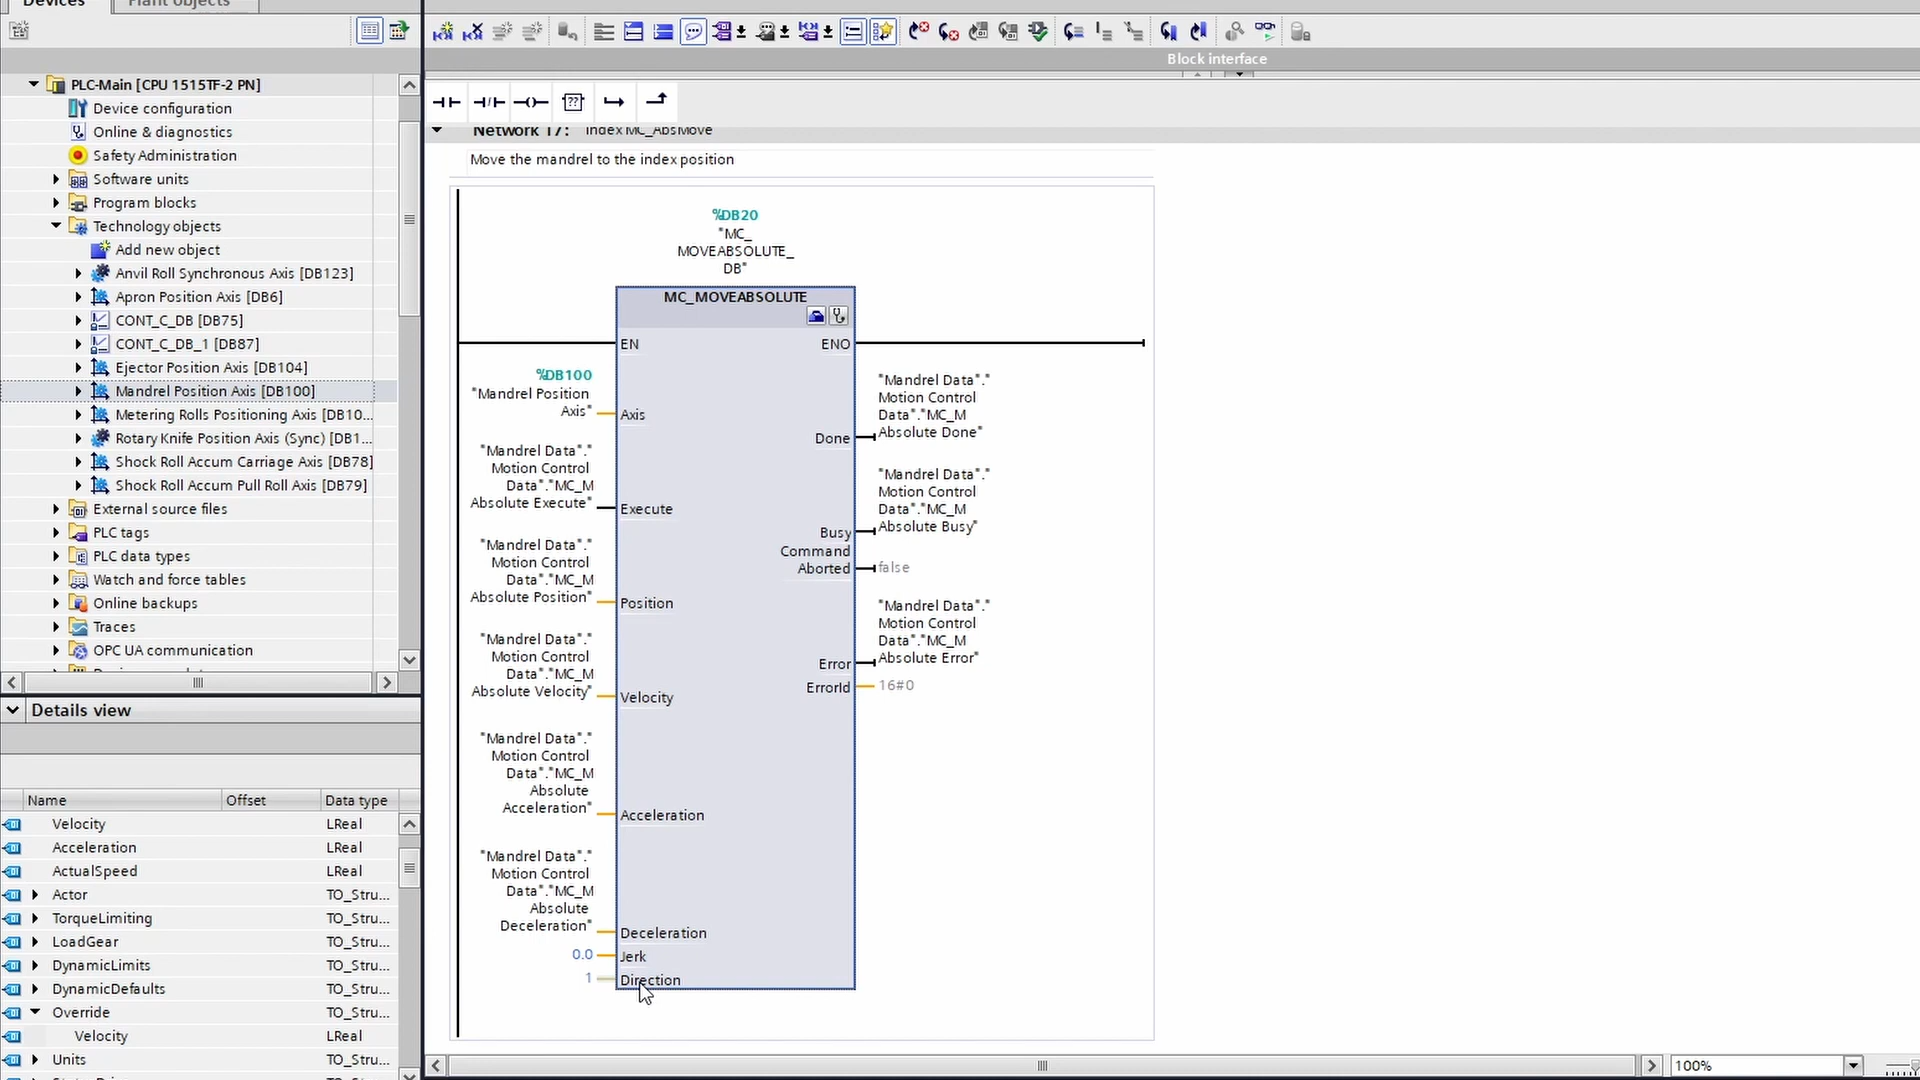 Devices
Plant objects
PLC-Main [CPU 1515TF-2 PN]
Device configuration
Online & diagnostics
Safety Administration
Software units
Program blocks
Technology objects
Add new object
Anvil Roll Synchronous Axis [DB123]
Apron Position Axis [DB6]
CONT_C_DB [DB75]
CONT_C_DB_1 [DB87]
Ejector Position Axis [DB104]
Mandrel Position Axis [DB100]
Metering Rolls Positioning Axis [DB10...
Rotary Knife Position Axis (Sync) [DB1...
Shock Roll Accum Carriage Axis [DB78]
Shock Roll Accum Pull Roll Axis [DB79]
External source files
PLC tags
PLC data types
Watch and force tables
Online backups
Traces
OPC UA communication
Details view
Name Offset Data type
Velocity LReal
Acceleration LReal
ActualSpeed LReal
Actor TO_Stru...
TorqueLimiting TO_Stru...
LoadGear TO_Stru...
DynamicLimits TO_Stru...
DynamicDefaults TO_Stru...
Override TO_Stru...
Velocity LReal
Units TO_Stru...
Block interface
??
Network 17: Index MC_AbsMove
Move the mandrel to the index position
%DB20
"MC_
MOVEABSOLUTE_
DB"
MC_MOVEABSOLUTE
EN
ENO
%DB100
"Mandrel Position
Axis"
Axis
"Mandrel Data"."
Motion Control
Data"."MC_M
Absolute Execute"
Execute
"Mandrel Data"."
Motion Control
Data"."MC_M
Absolute Position"
Position
"Mandrel Data"."
Motion Control
Data"."MC_M
Absolute Velocity"
Velocity
"Mandrel Data"."
Motion Control
Data"."MC_M
Absolute
Acceleration"
Acceleration
"Mandrel Data"."
Motion Control
Data"."MC_M
Absolute
Deceleration"
Deceleration
0.0
Jerk
1
Direction
Done
"Mandrel Data"."
Motion Control
Data"."MC_M
Absolute Done"
Busy
"Mandrel Data"."
Motion Control
Data"."MC_M
Absolute Busy"
Command
Aborted
false
Error
"Mandrel Data"."
Motion Control
Data"."MC_M
Absolute Error"
ErrorId
16#0
100%